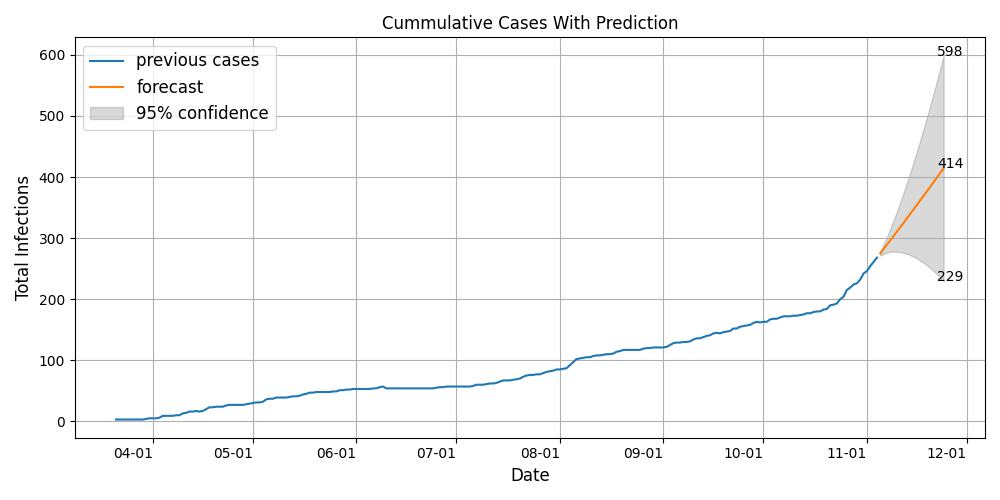 Cummulative Cases With Prediction
previous cases
forecast
95% confidence
600
500
400
300
200
100
0
Total Infections
598
414
229
04-01 05-01 06-01 07-01 08-01 09-01 10-01 11-01 12-01
Date